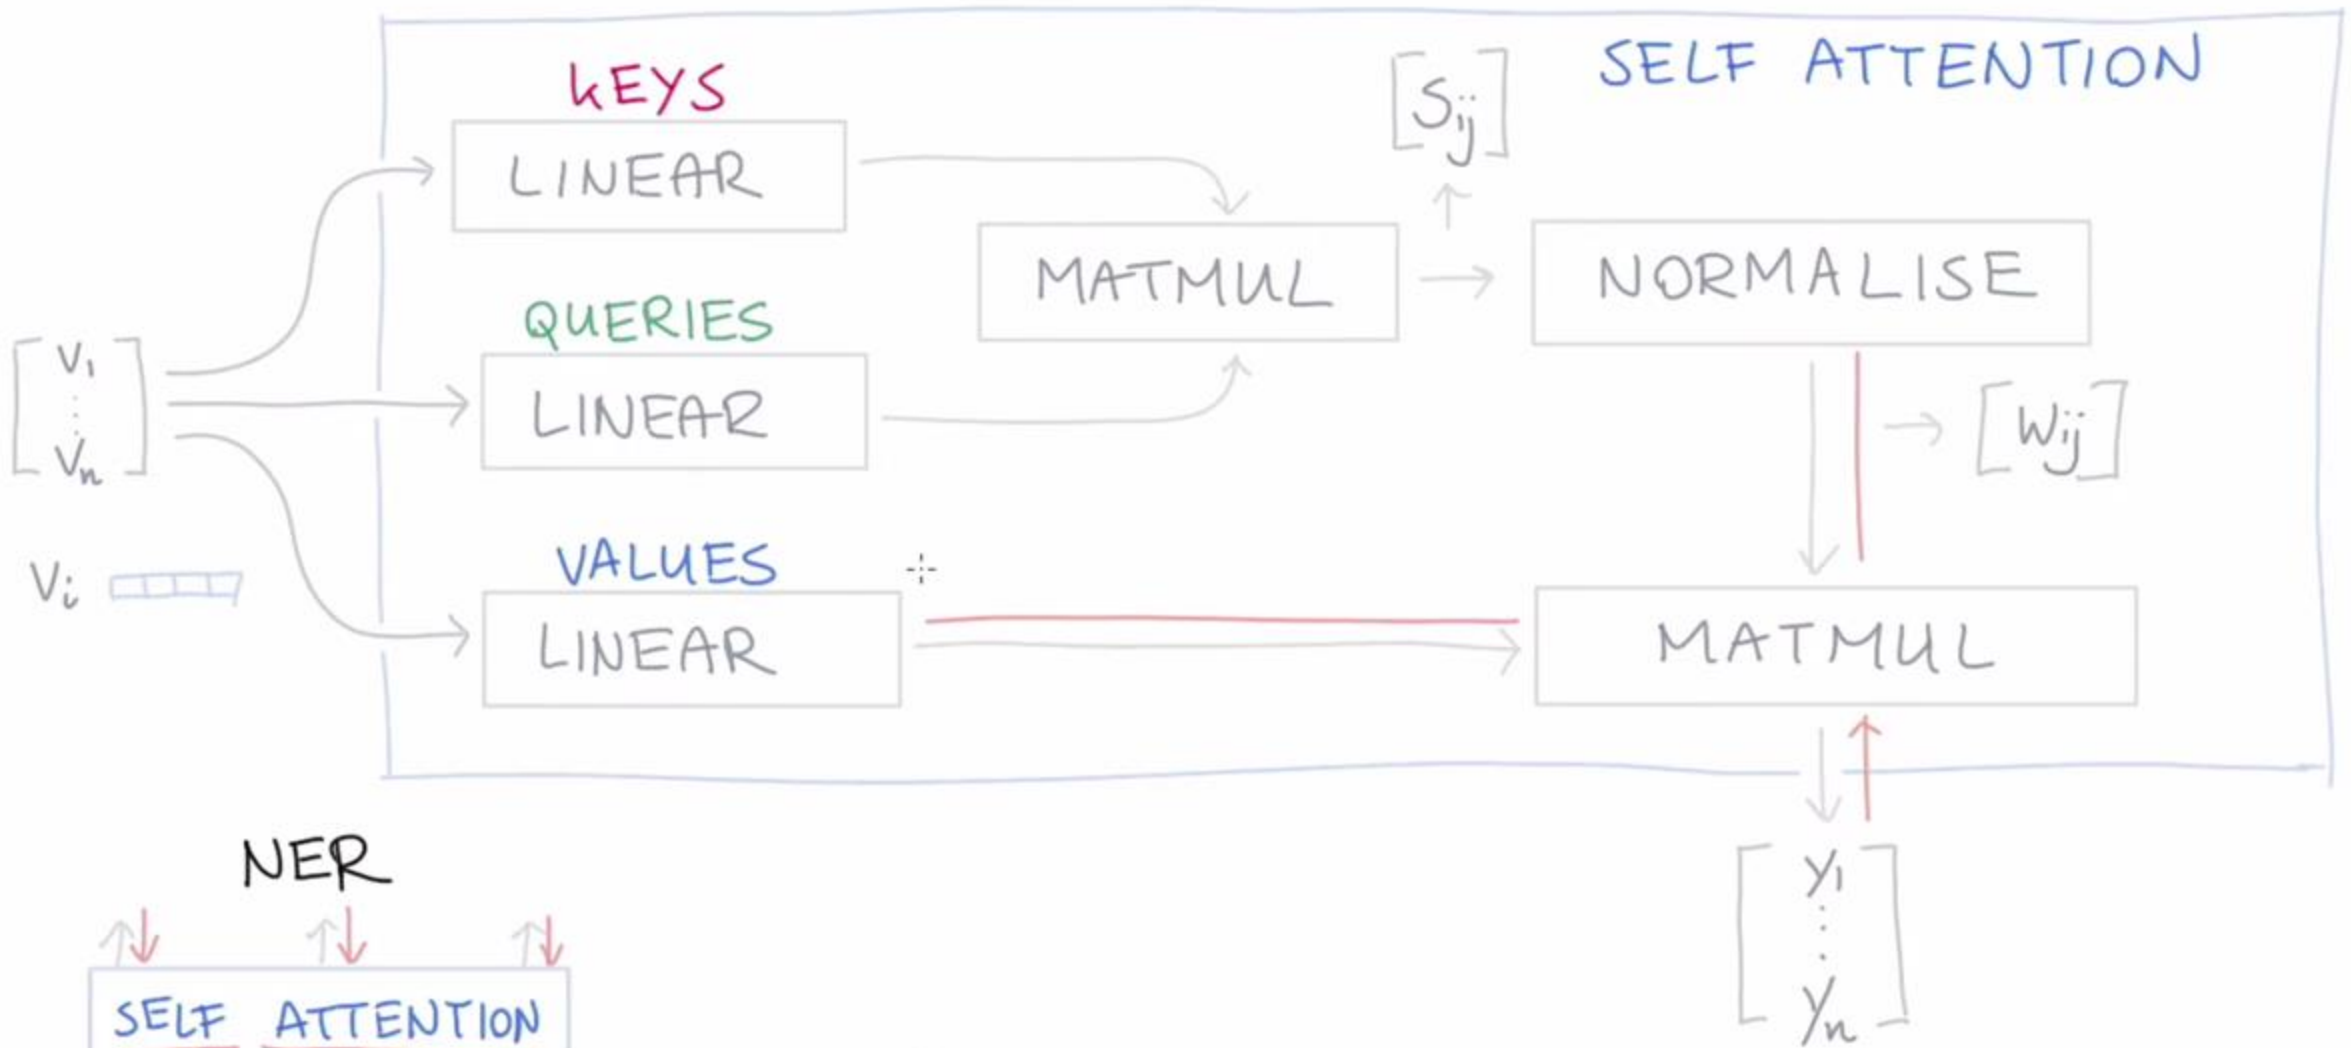 SELF ATTENTION
KEYS
LINEAR
[Sij]
MATMUL
NORMALISE
QUERIES
LINEAR
V1
⋮
Vn
[Wij]
Vi
VALUES
LINEAR
MATMUL
NER
SELF ATTENTION
y1
⋮
yn